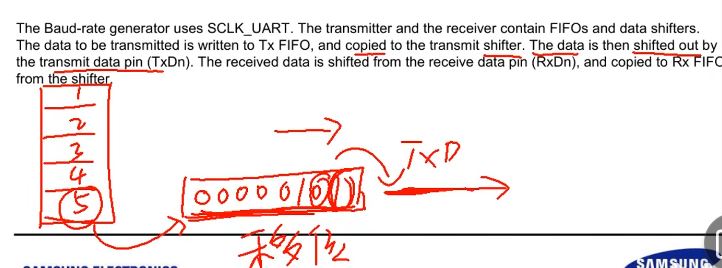 The Baud-rate generator uses SCLK_UART. The transmitter and the receiver contain FIFOs and data shifters.
The data to be transmitted is written to Tx FIFO, and copied to the transmit shifter. The data is then shifted out by
the transmit data pin (TxDn). The received data is shifted from the receive data pin (RxDn), and copied to Rx FIFO
from the shifter.
1
2
3
4
5
TXD
0000010
移位
SAMSUNG